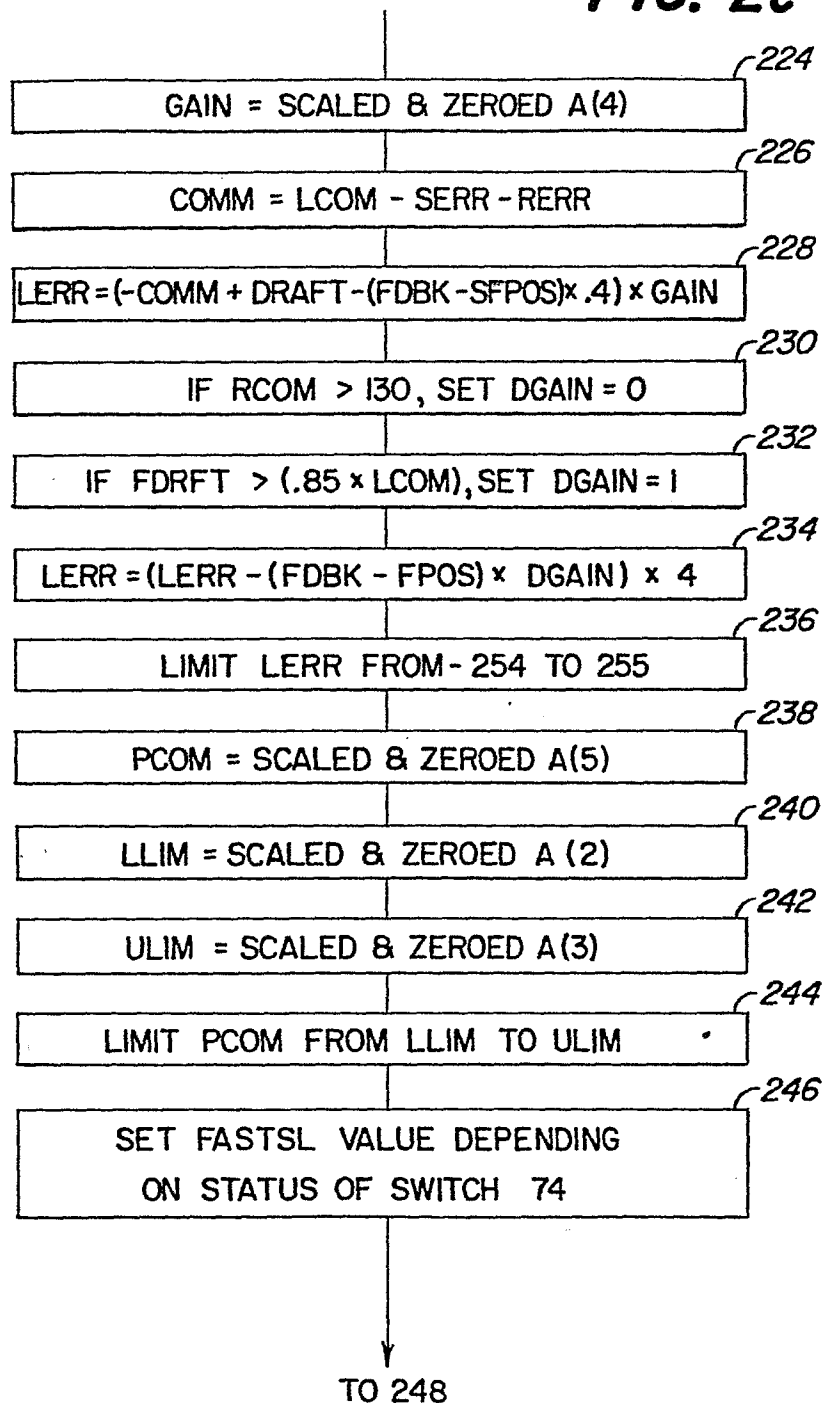 FIG. 2e
224
GAIN = SCALED & ZEROED A(4)
226
COMM = LCOM - SERR - RERR
228
LERR = (-COMM + DRAFT - (FDBK - SFPOS) x .4) x GAIN
230
IF RCOM > 130, SET DGAIN = 0
232
IF FDRFT > (.85 x LCOM), SET DGAIN = 1
234
LERR = (LERR - (FDBK - FPOS) x DGAIN) x 4
236
LIMIT LERR FROM - 254 TO 255
238
PCOM = SCALED & ZEROED A(5)
240
LLIM = SCALED & ZEROED A (2)
242
ULIM = SCALED & ZEROED A(3)
244
LIMIT PCOM FROM LLIM TO ULIM
246
SET FASTSL VALUE DEPENDING
ON STATUS OF SWITCH 74
TO 248